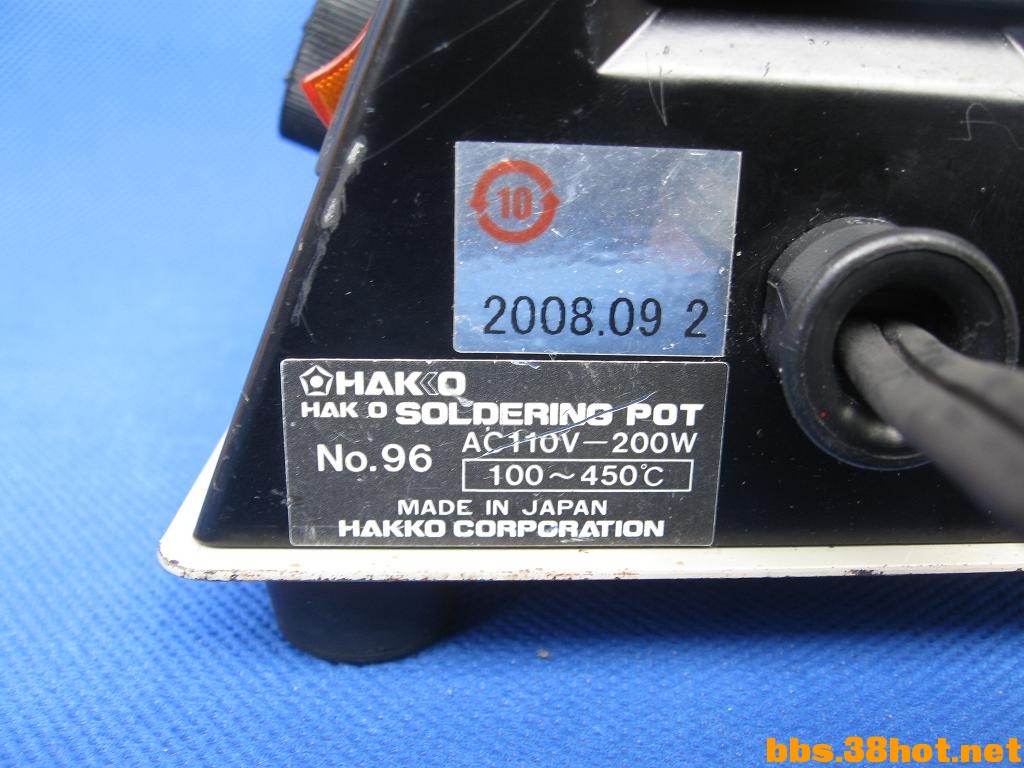 10
2008.09 2
HAKKO
HAK O SOLDERING POT
No.96
AC110V-200W
100~450℃
MADE IN JAPAN
HAKKO CORPORATION
bbs.38hot.net